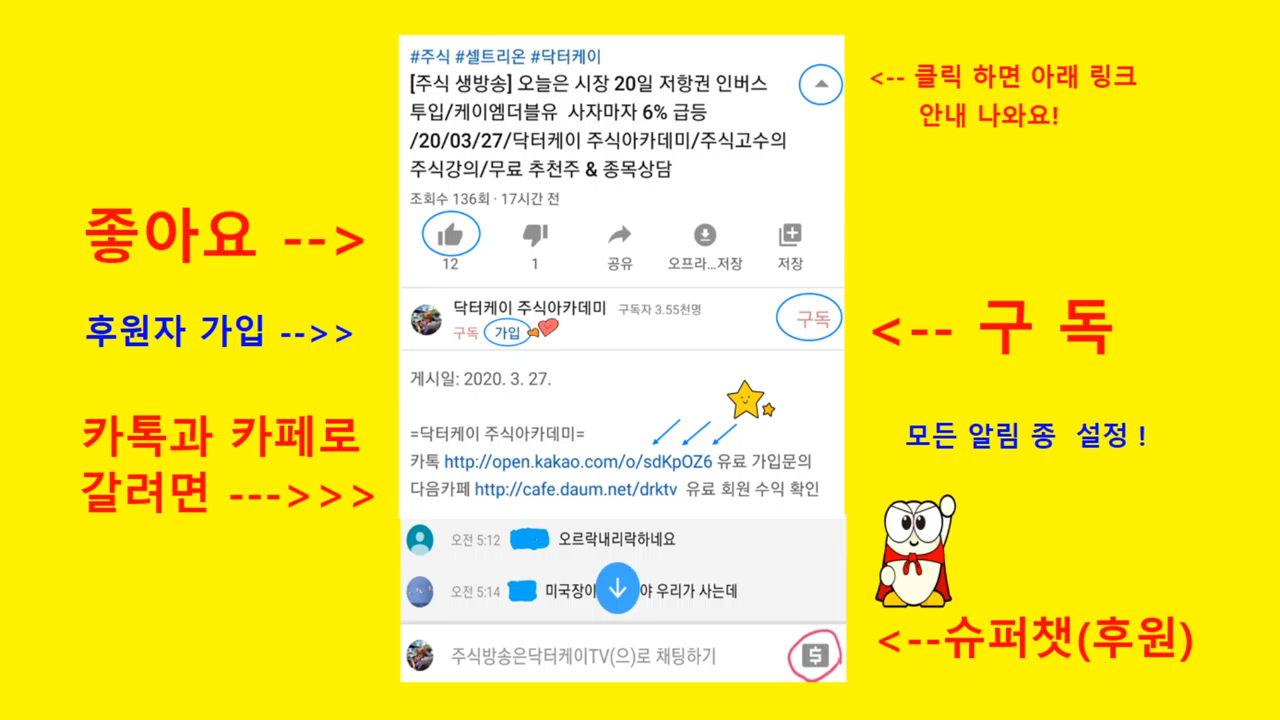 #주식 #셀트리온 #닥터케이
[주식 생방송] 오늘은 시장 20일 저항권 인버스
투입/케이엠더블유 사자마자 6% 급등
/20/03/27/닥터케이 주식아카데미/주식고수의
주식강의/무료 추천주 & 종목상담
조회수 136회 · 17시간 전
<-- 클릭 하면 아래 링크
안내 나와요!
좋아요 -->
12
1
공유
오프라...저장
저장
후원자 가입 -->>
닥터케이 주식아카데미 구독자 3.55천명
구독 가입
구독
<-- 구 독
게시일: 2020. 3. 27.
카톡과 카페로
갈려면 --->>>
=닥터케이 주식아카데미=
카톡 http://open.kakao.com/o/sdKpOZ6 유료 가입문의
다음카페 http://cafe.daum.net/drktv 유료 회원 수익 확인
모든 알림 종 설정 !
오전 5:12 오르락내리락하네요
오전 5:14 미국장이 야 우리가 사는데
주식방송은닥터케이TV(으)로 채팅하기
$
<--슈퍼챗(후원)